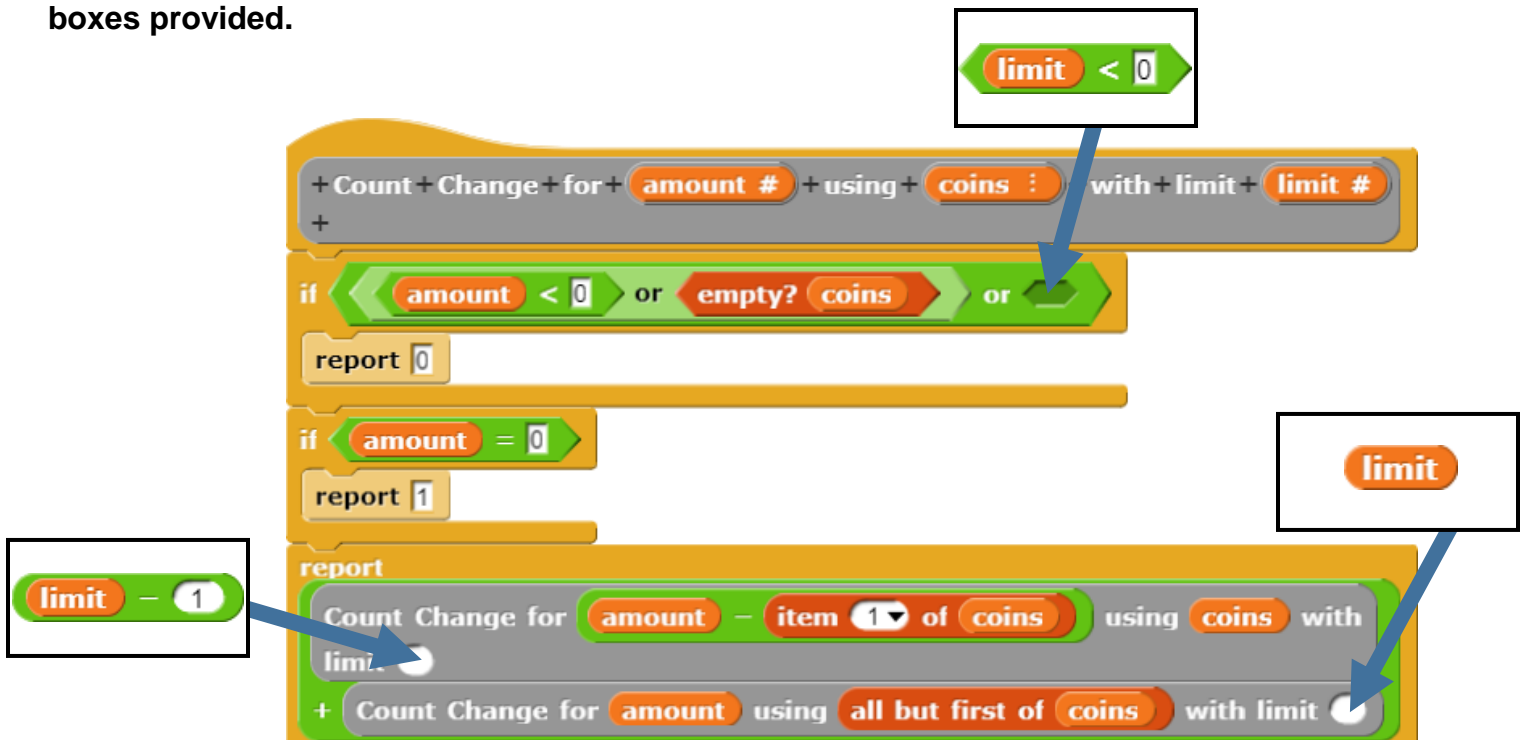 boxes provided.
limit < 0
+Count+Change+for+ amount # +using+ coins ⋮ with+limit+ limit #
+
if amount < 0 or empty? coins or
report 0
if amount = 0
limit
report 1
report
limit - 1
Count Change for amount - item 1 of coins using coins with
limit
+ Count Change for amount using all but first of coins with limit